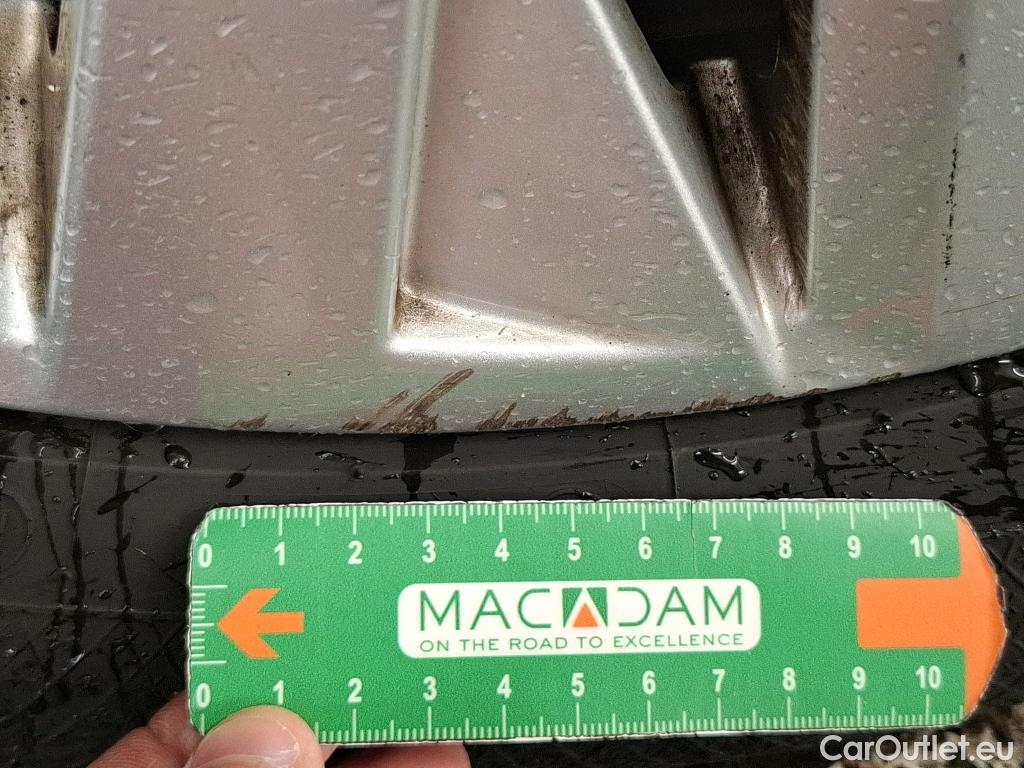 0 1 2 3 4 5 6 7 8 9 10
MACADAM
ON THE ROAD TO EXCELLENCE
0 1 2 3 4 5 6 7 8 9 10
CarOutlet.eu